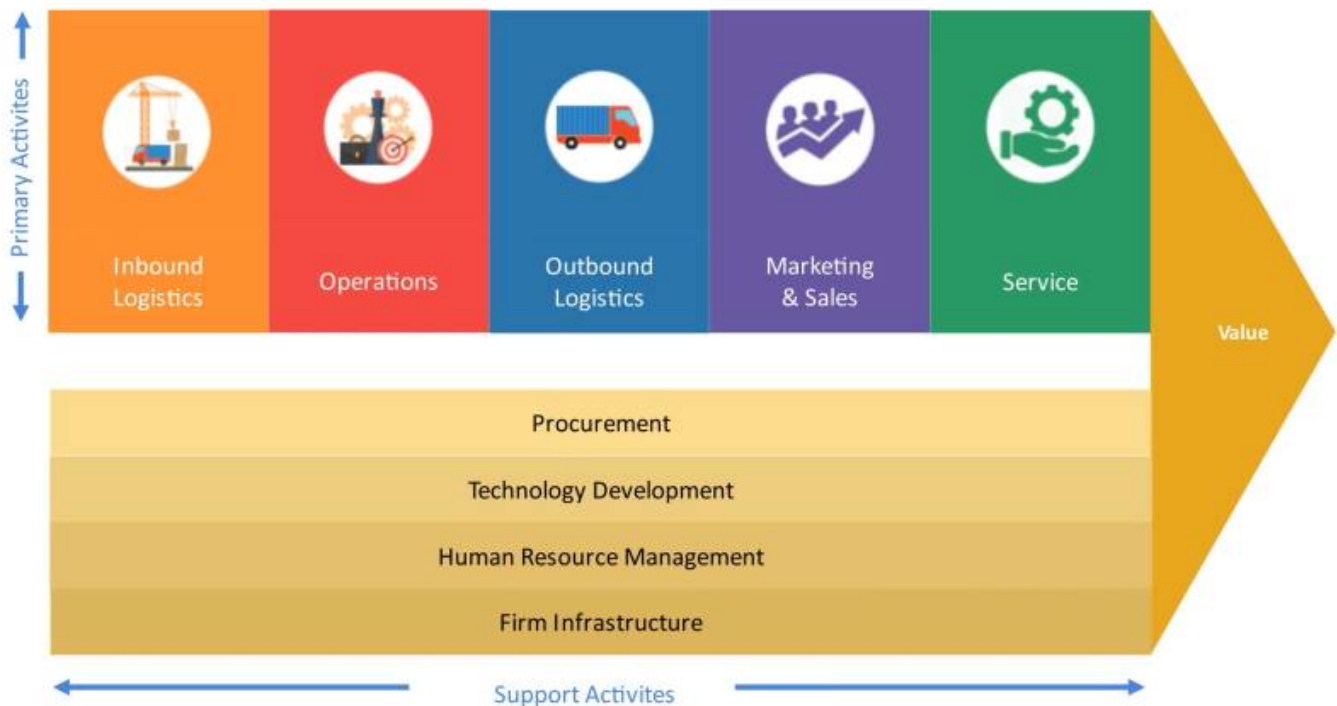 Primary Activites
Inbound
Logistics
Operations
Outbound
Logistics
Marketing
& Sales
Service
Value
Procurement
Technology Development
Human Resource Management
Firm Infrastructure
Support Activites